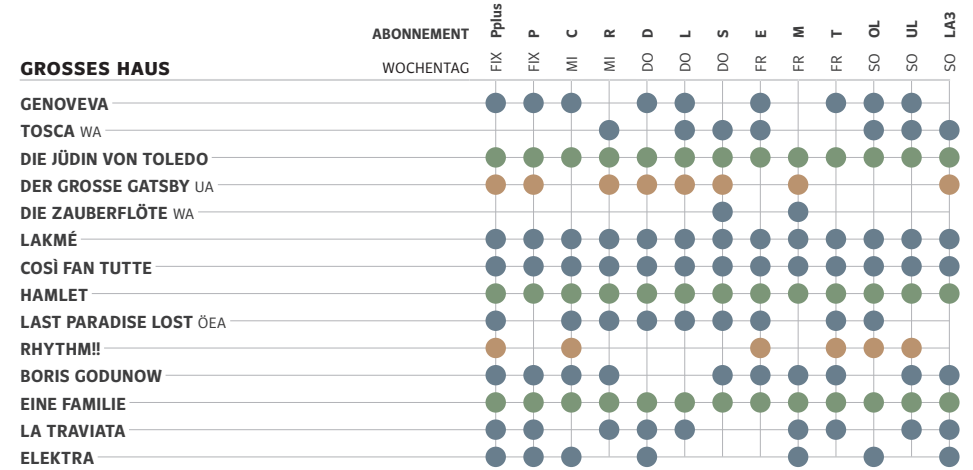 ABONNEMENT Pplus P C R D L S E M T OL UL LA3
GROSSES HAUS WOCHENTAG FIX FIX MI MI DO DO DO FR FR FR SO SO SO
GENOVEVA
TOSCA WA
DIE JÜDIN VON TOLEDO
DER GROSSE GATSBY UA
DIE ZAUBERFLÖTE WA
LAKMÉ
COSÌ FAN TUTTE
HAMLET
LAST PARADISE LOST ÖEA
RHYTHM!!
BORIS GODUNOW
EINE FAMILIE
LA TRAVIATA
ELEKTRA